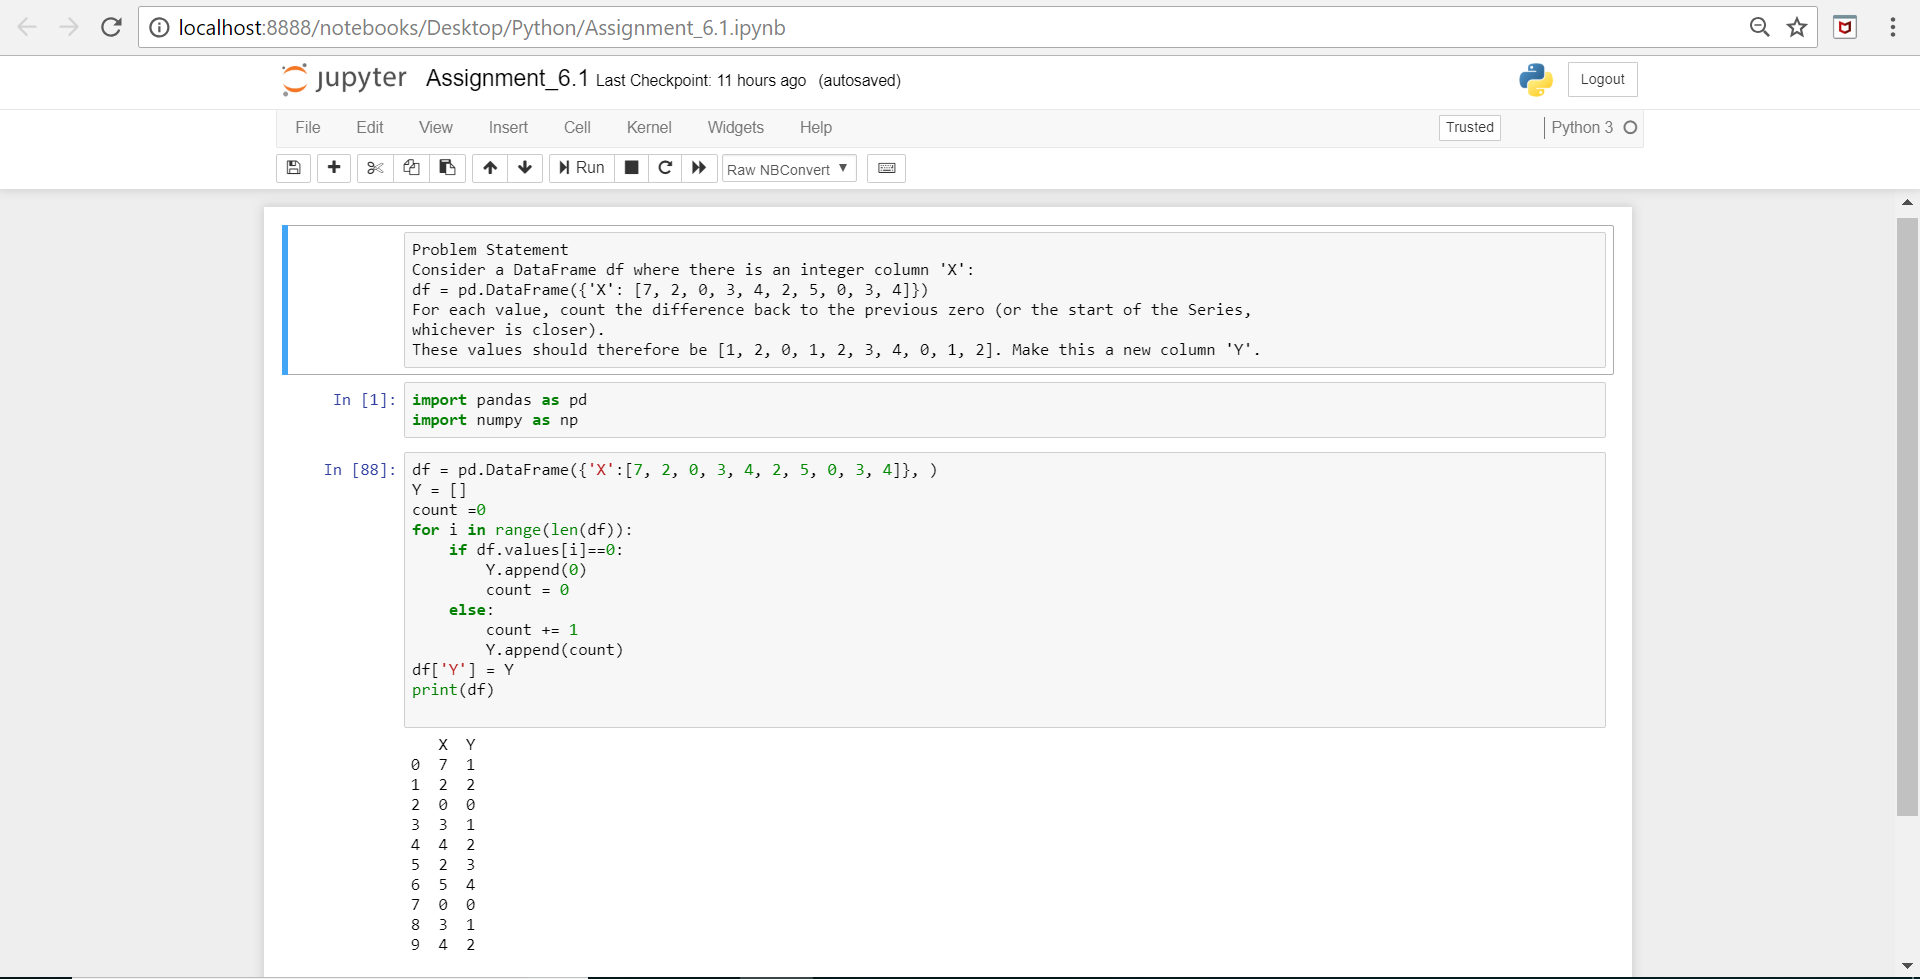 localhost:8888/notebooks/Desktop/Python/Assignment_6.1.ipynb
jupyter Assignment_6.1 Last Checkpoint: 11 hours ago (autosaved) Logout
File Edit View Insert Cell Kernel Widgets Help Trusted Python 3
Run Raw NBConvert
Problem Statement
Consider a DataFrame df where there is an integer column 'X':
df = pd.DataFrame({'X': [7, 2, 0, 3, 4, 2, 5, 0, 3, 4]})
For each value, count the difference back to the previous zero (or the start of the Series,
whichever is closer).
These values should therefore be [1, 2, 0, 1, 2, 3, 4, 0, 1, 2]. Make this a new column 'Y'.
In [1]: import pandas as pd
import numpy as np
In [88]: df = pd.DataFrame({'X':[7, 2, 0, 3, 4, 2, 5, 0, 3, 4]}, )
Y = []
count =0
for i in range(len(df)):
    if df.values[i]==0:
        Y.append(0)
        count = 0
    else:
        count += 1
        Y.append(count)
df['Y'] = Y
print(df)
   X  Y
0  7  1
1  2  2
2  0  0
3  3  1
4  4  2
5  2  3
6  5  4
7  0  0
8  3  1
9  4  2